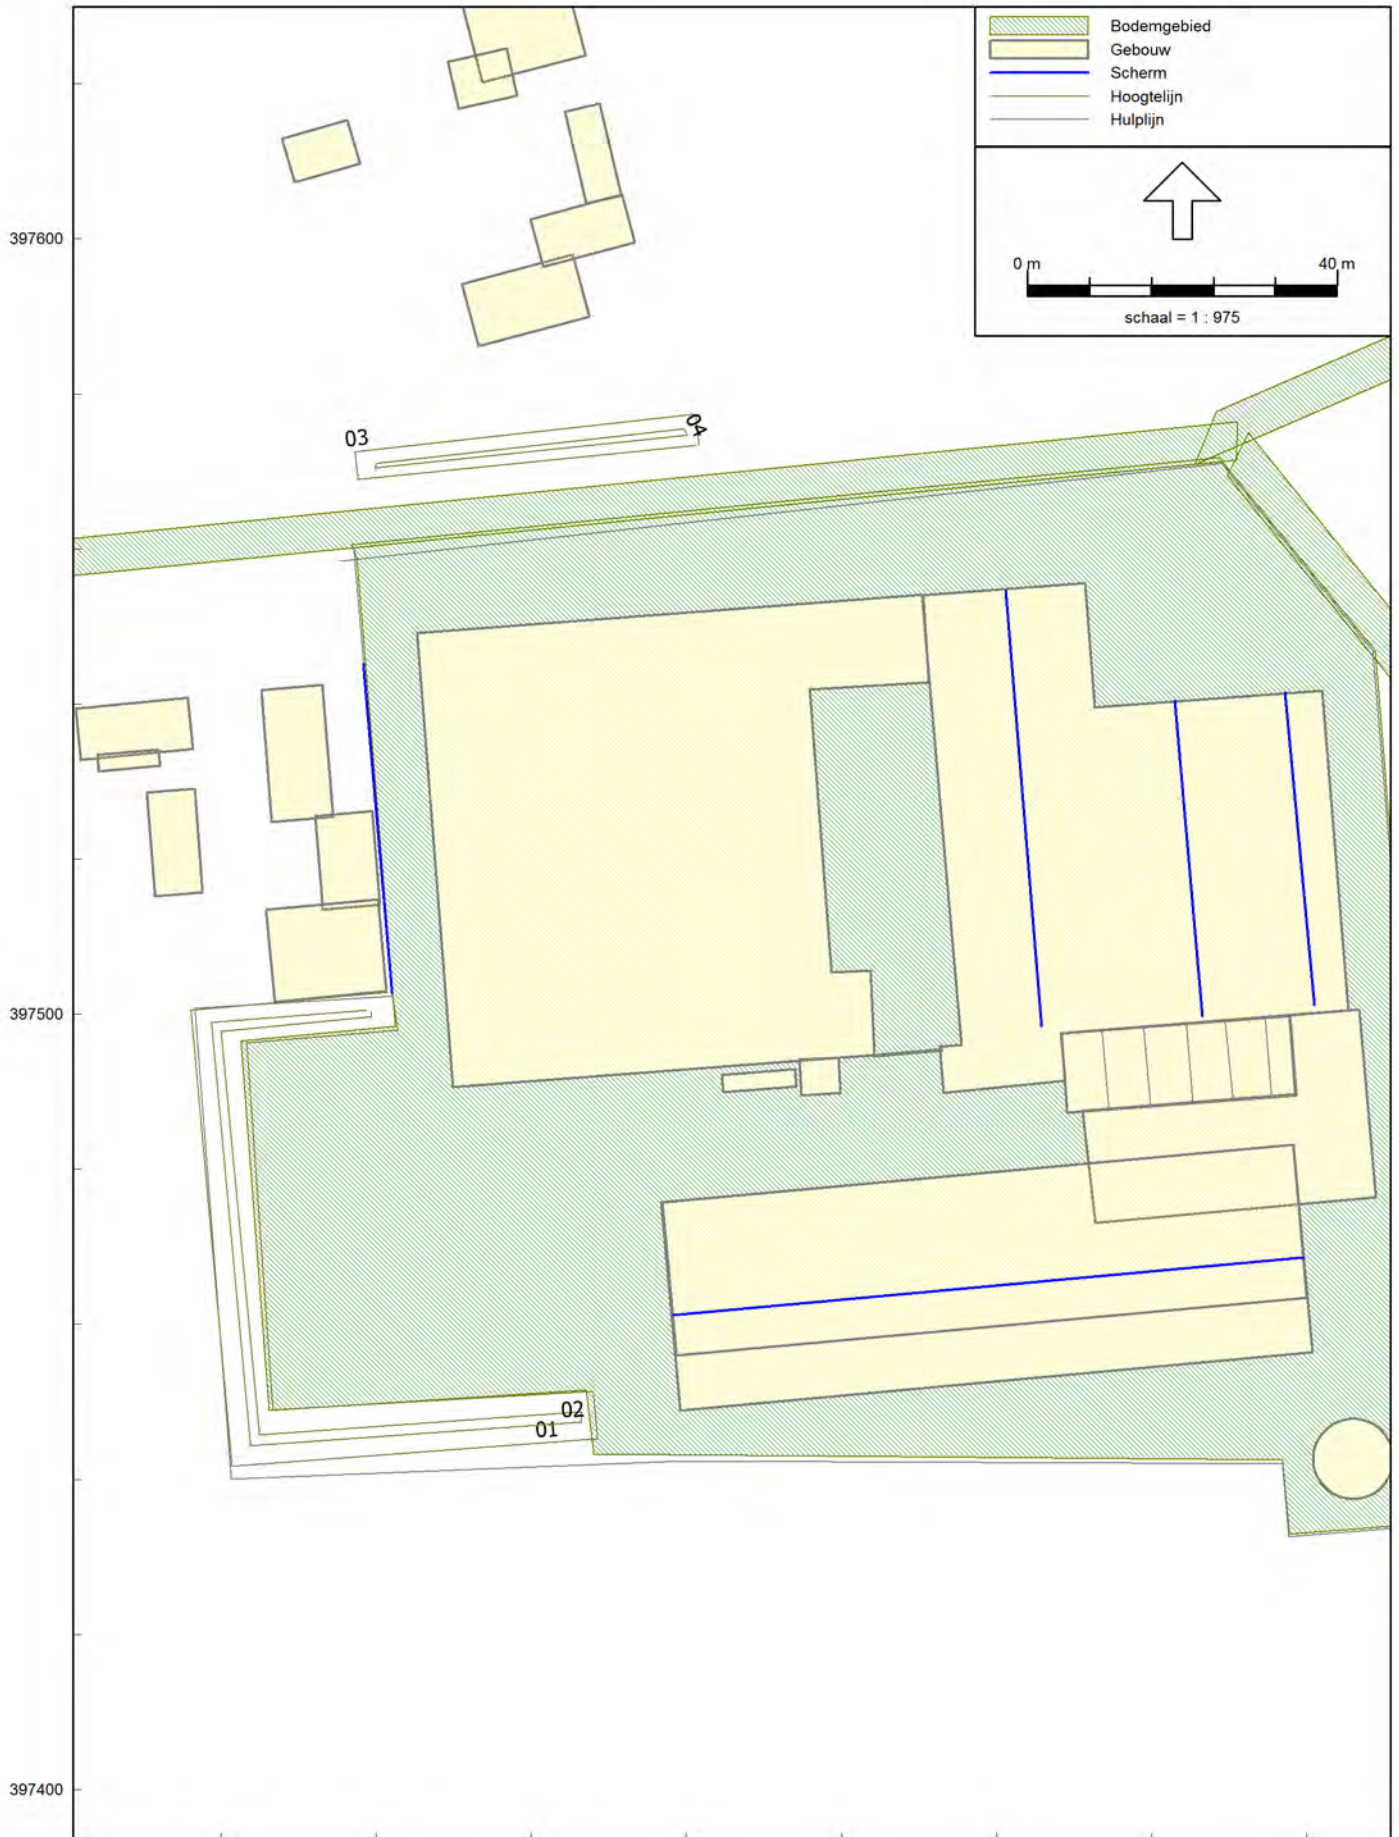 Bodemgebied
Gebouw
Scherm
Hoogtelijn
Hulplijn
0 m 40 m
schaal = 1 : 975
397600
03
04
397500
02
01
397400